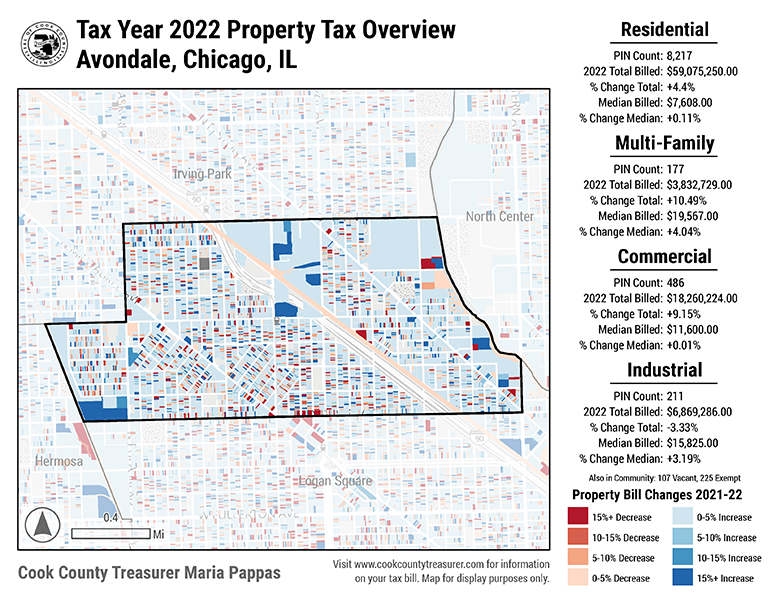 Tax Year 2022 Property Tax Overview
Avondale, Chicago, IL
Irving Park
North Center
Hermosa
Logan Square
90
0.4
Mi
Cook County Treasurer Maria Pappas
Visit www.cookcountytreasurer.com for information
on your tax bill. Map for display purposes only.
Residential
PIN Count: 8,217
2022 Total Billed: $59,075,250.00
% Change Total: +4.4%
Median Billed: $7,608.00
% Change Median: +0.11%
Multi-Family
PIN Count: 177
2022 Total Billed: $3,832,729.00
% Change Total: +10.49%
Median Billed: $19,567.00
% Change Median: +4.04%
Commercial
PIN Count: 486
2022 Total Billed: $18,250,224.00
% Change Total: +9.15%
Median Billed: $11,600.00
% Change Median: +0.01%
Industrial
PIN Count: 211
2022 Total Billed: $6,869,286.00
% Change Total: -3.33%
Median Billed: $15,825.00
% Change Median: +3.19%
Also in Community: 107 Vacant, 225 Exempt
Property Bill Changes 2021-22
15%+ Decrease
10-15% Decrease
5-10% Decrease
0-5% Decrease
0-5% Increase
5-10% Increase
10-15% Increase
15%+ Increase